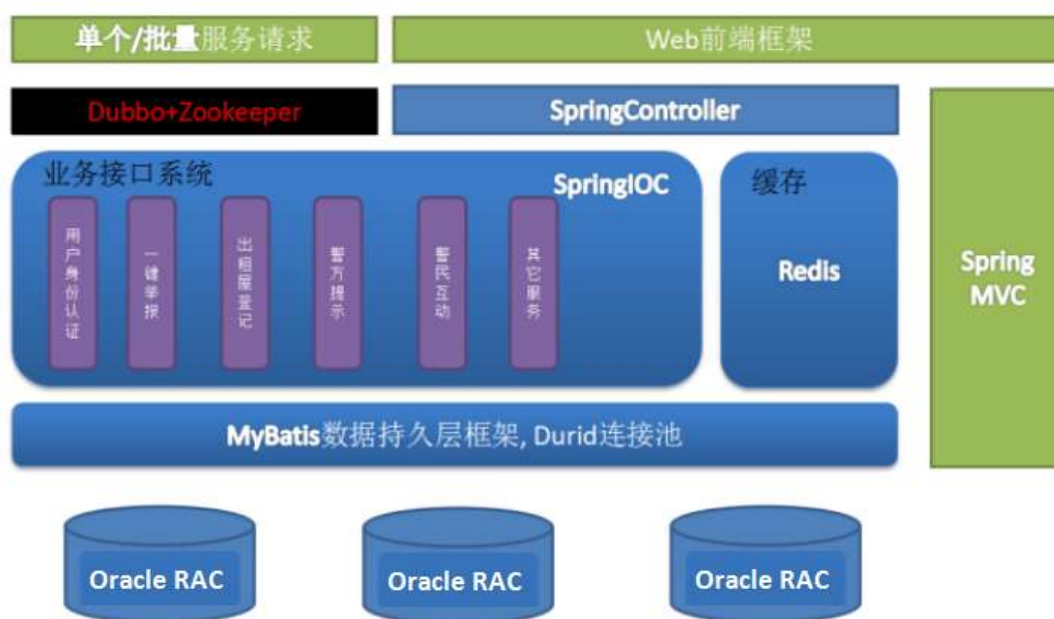 单个/批量服务请求
Web前端框架
Dubbo+Zookeeper
SpringController
业务接口系统
SpringIOC
用户身份认证
一键举报
出租屋登记
警方提示
警民互动
其它服务
缓存
Redis
Spring
MVC
MyBatis数据持久层框架, Durid连接池
Oracle RAC
Oracle RAC
Oracle RAC